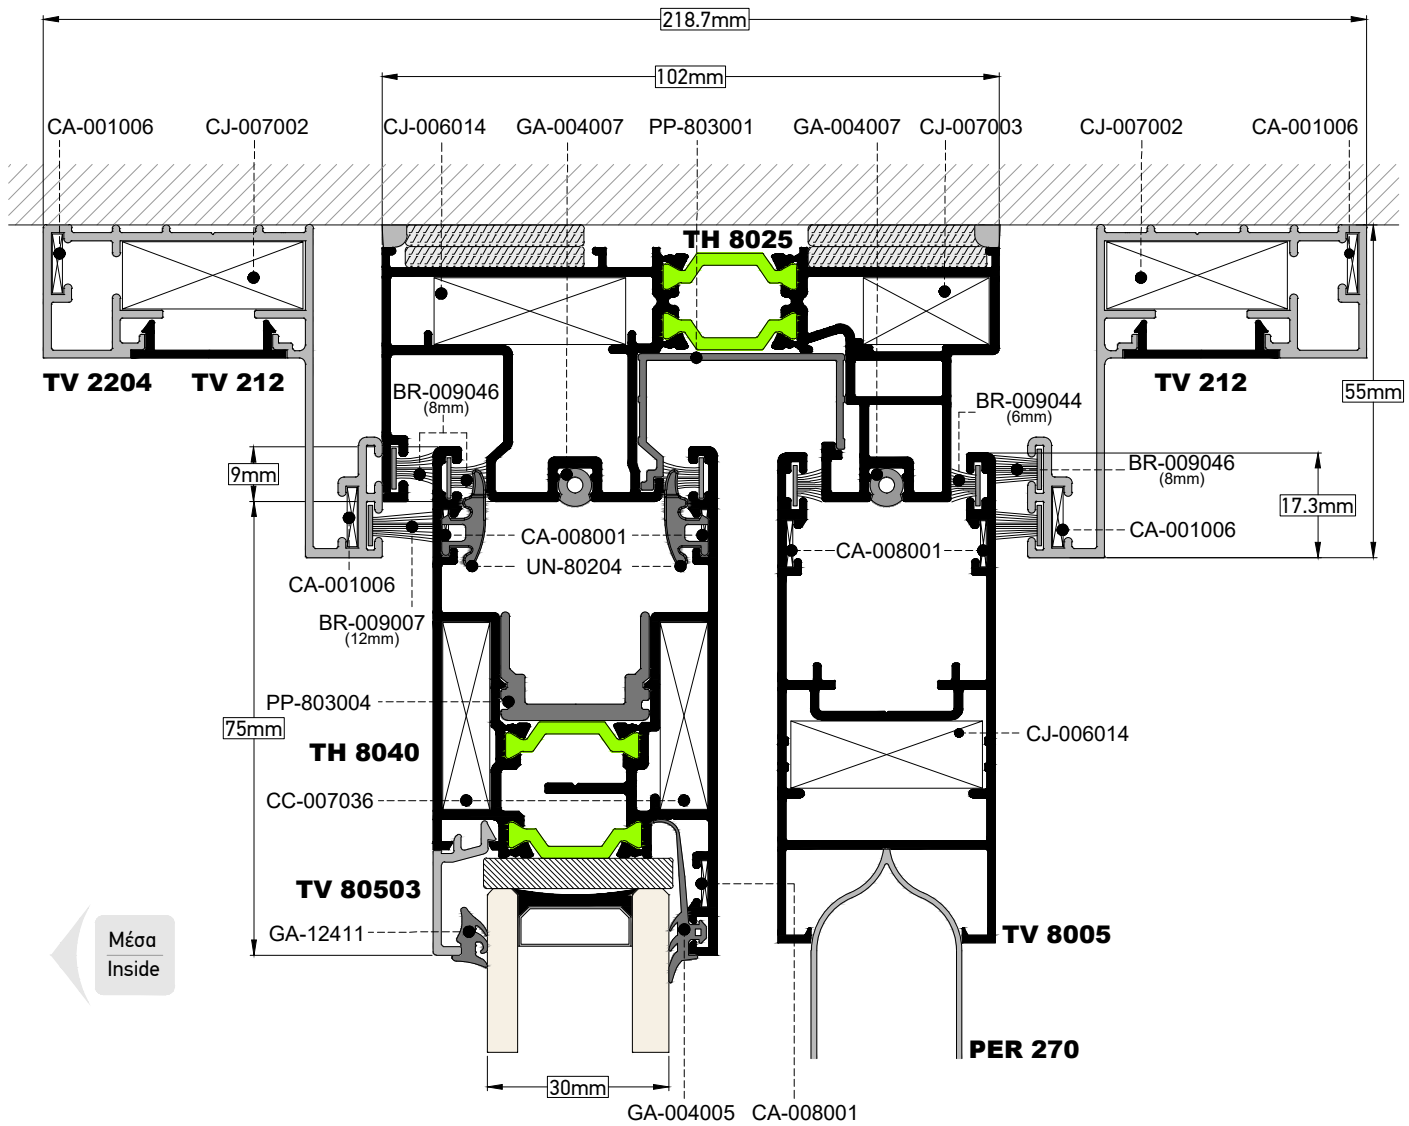 218.7mm
102mm
CA-001006 CJ-007002 CJ-006014 GA-004007 PP-803001 GA-004007 CJ-007003 CJ-007002 CA-001006
TH 8025
TV 2204 TV 212 TV 212
55mm
BR-009046
(8mm)
BR-009044
(6mm)
9mm
BR-009046
(8mm)
17.3mm
CA-008001 CA-008001 CA-001006
UN-80204
CA-001006
BR-009007
(12mm)
PP-803004
75mm
TH 8040
CJ-006014
CC-007036
TV 80503
GA-12411
TV 8005
Μέσα
Inside
PER 270
30mm
GA-004005 CA-008001